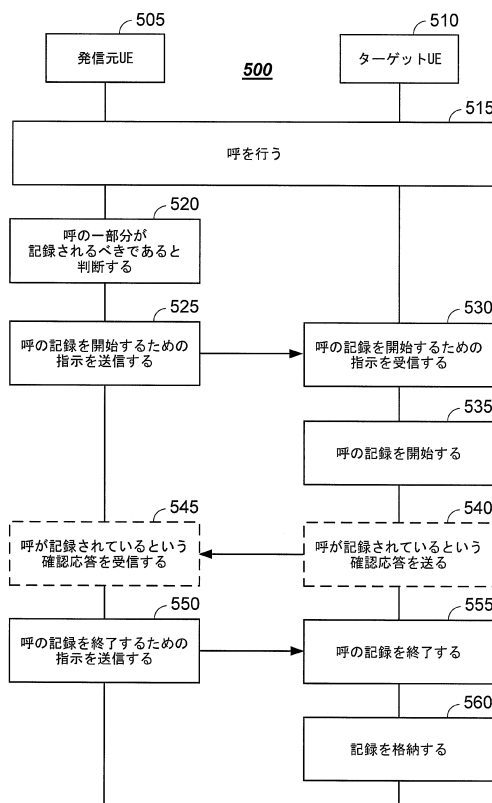 505
発信元UE
500
510
ターゲットUE
515
呼を行う
520
呼の一部分が
記録されるべきであると
判断する
525
呼の記録を開始するための
指示を送信する
530
呼の記録を開始するための
指示を受信する
535
呼の記録を開始する
545
呼が記録されているという
確認応答を受信する
540
呼が記録されているという
確認応答を送る
550
呼の記録を終了するための
指示を送信する
555
呼の記録を終了する
560
記録を格納する